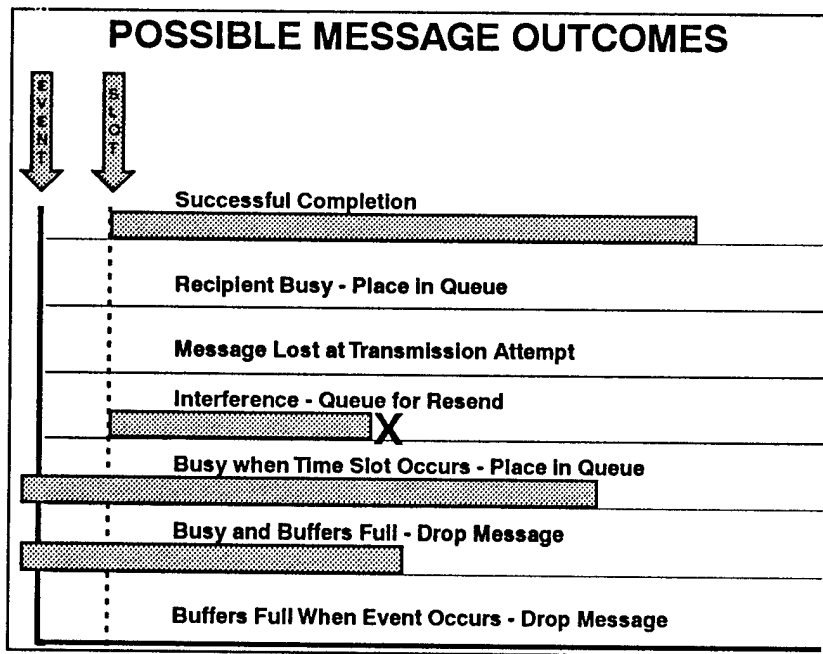 POSSIBLE MESSAGE OUTCOMES
EVENT
SLOT
Successful Completion
Recipient Busy - Place in Queue
Message Lost at Transmission Attempt
Interference - Queue for Resend
X
Busy when Time Slot Occurs - Place in Queue
Busy and Buffers Full - Drop Message
Buffers Full When Event Occurs - Drop Message